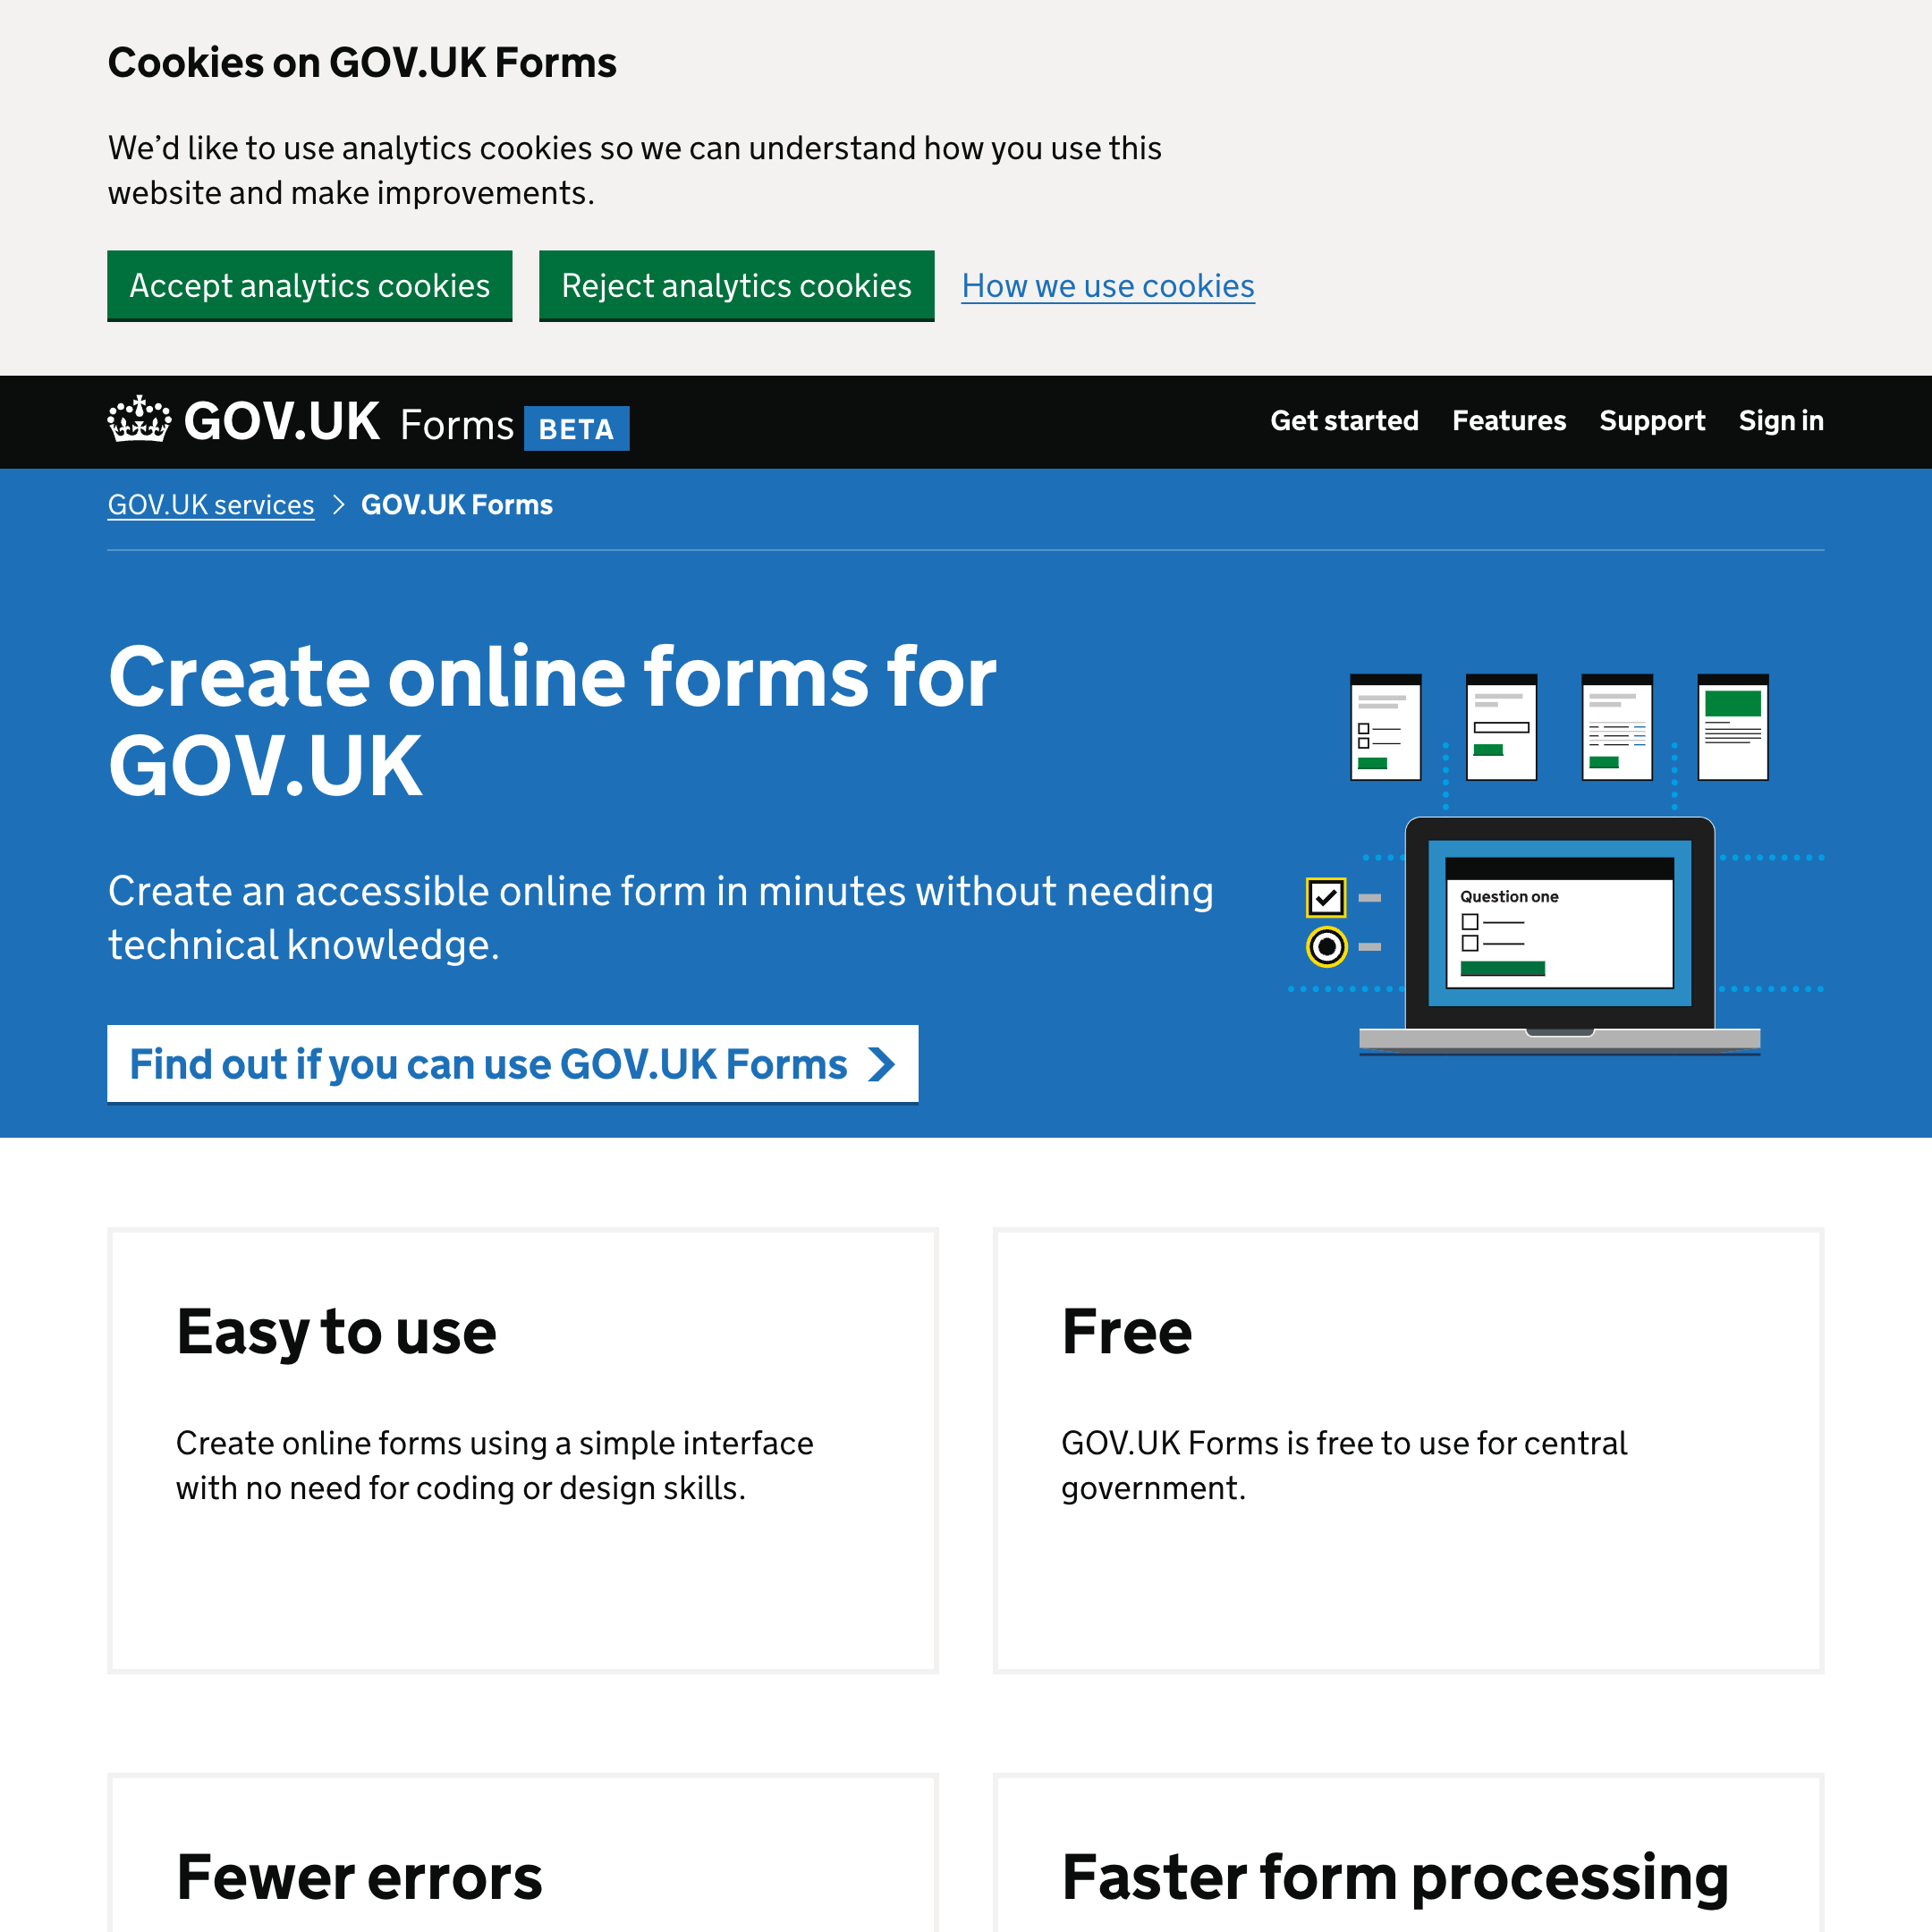 Cookies on GOV.UK Forms
We’d like to use analytics cookies so we can understand how you use this
website and make improvements.
Accept analytics cookies
Reject analytics cookies
How we use cookies
GOV.UK Forms BETA
Get started
Features
Support
Sign in
GOV.UK services
GOV.UK Forms
Create online forms for
GOV.UK
Create an accessible online form in minutes without needing
technical knowledge.
Find out if you can use GOV.UK Forms
Question one
Easy to use
Create online forms using a simple interface
with no need for coding or design skills.
Free
GOV.UK Forms is free to use for central
government.
Fewer errors
Faster form processing